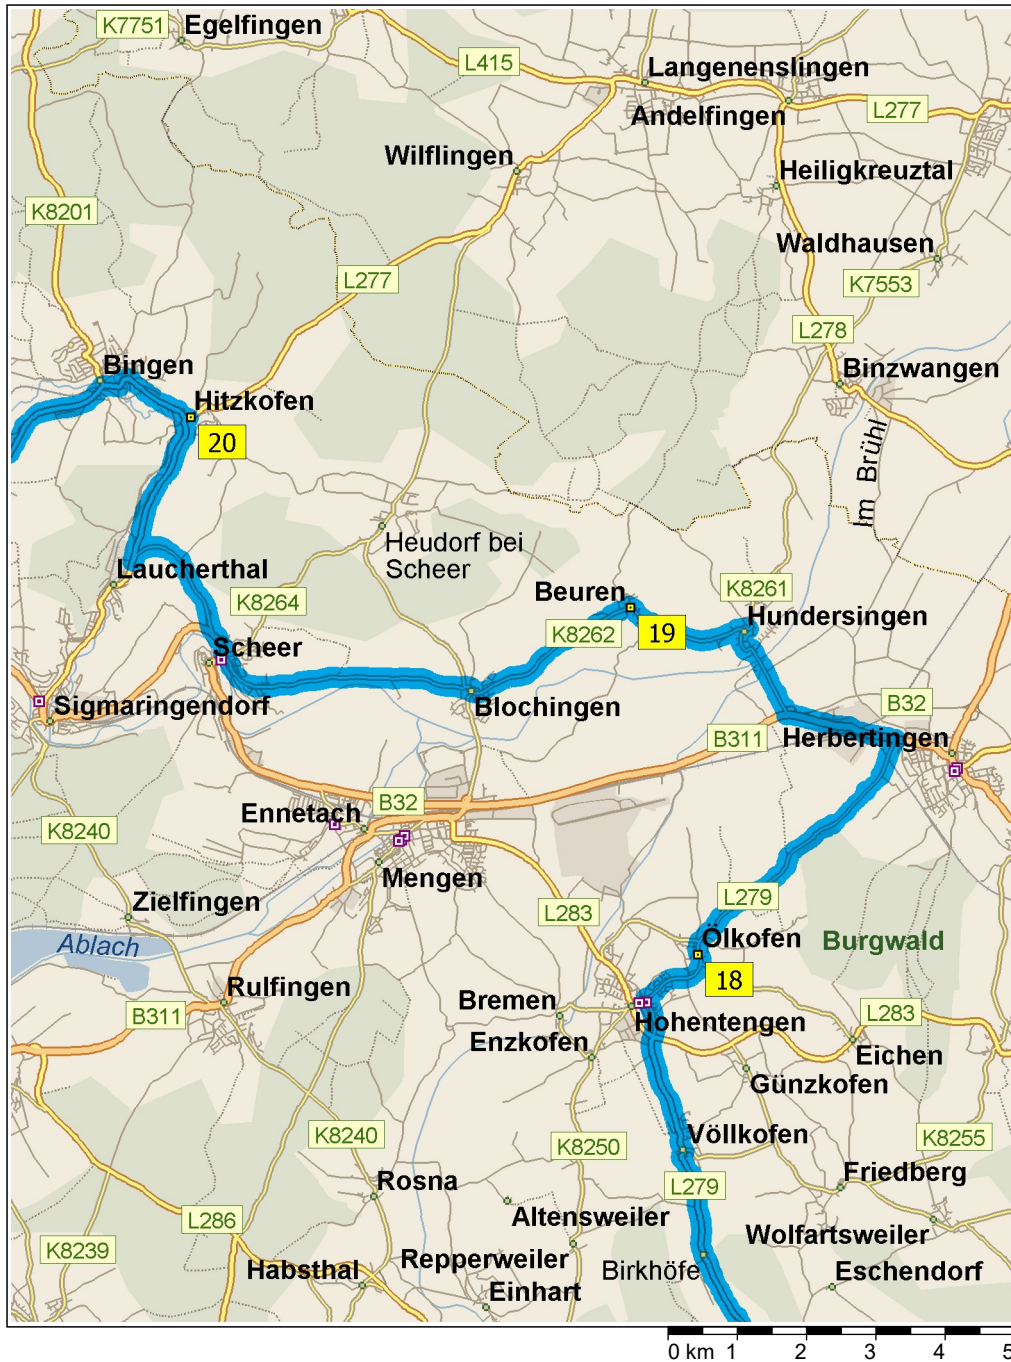 K7751
Egelfingen
L415
Langenenslingen
Andelfingen
L277
Wilflingen
Heiligkreuztal
K8201
Waldhausen
L277
K7553
L278
Bingen
Binzwangen
Hitzkofen
20
Im Brühl
Heudorf bei
Scheer
Laucherthal
K8264
Beuren
K8261
K8262
19
Hundersingen
Scheer
Sigmaringendorf
Blochingen
B32
B311
Herbertingen
B32
Ennetach
K8240
Mengen
L279
Zielfingen
L283
Ölkofen
Burgwald
Ablach
18
Rulfingen
Bremen
B311
Hohentengen
L283
Enzkofen
Eichen
Günzkofen
K8240
K8250
Völlkofen
K8255
Friedberg
Rosna
L279
Altensweiler
L286
Wolfartsweiler
K8239
Repperweiler
Habsthal
Birkhöfe
Eschendorf
Einhart
0 km 1 2 3 4 5